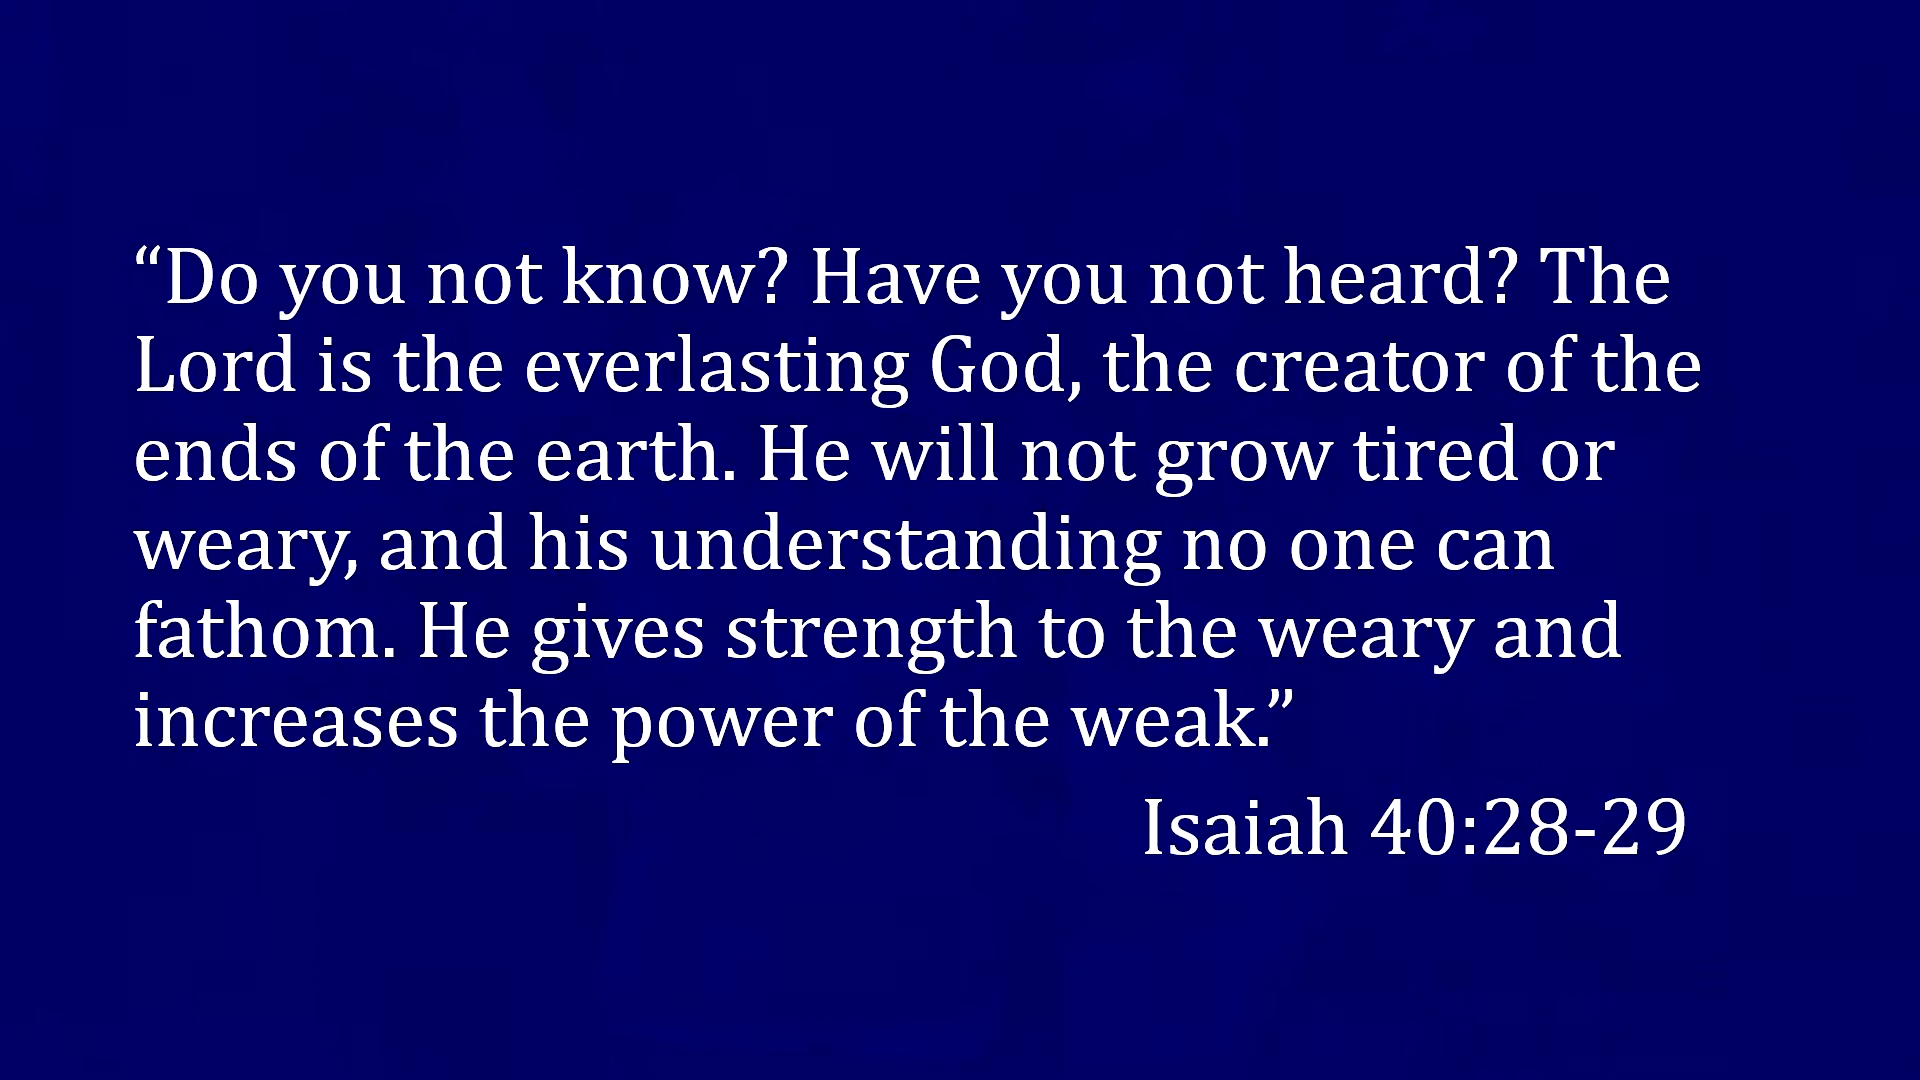 “Do you not know? Have you not heard? The
Lord is the everlasting God, the creator of the
ends of the earth. He will not grow tired or
weary, and his understanding no one can
fathom. He gives strength to the weary and
increases the power of the weak.”
Isaiah 40:28-29